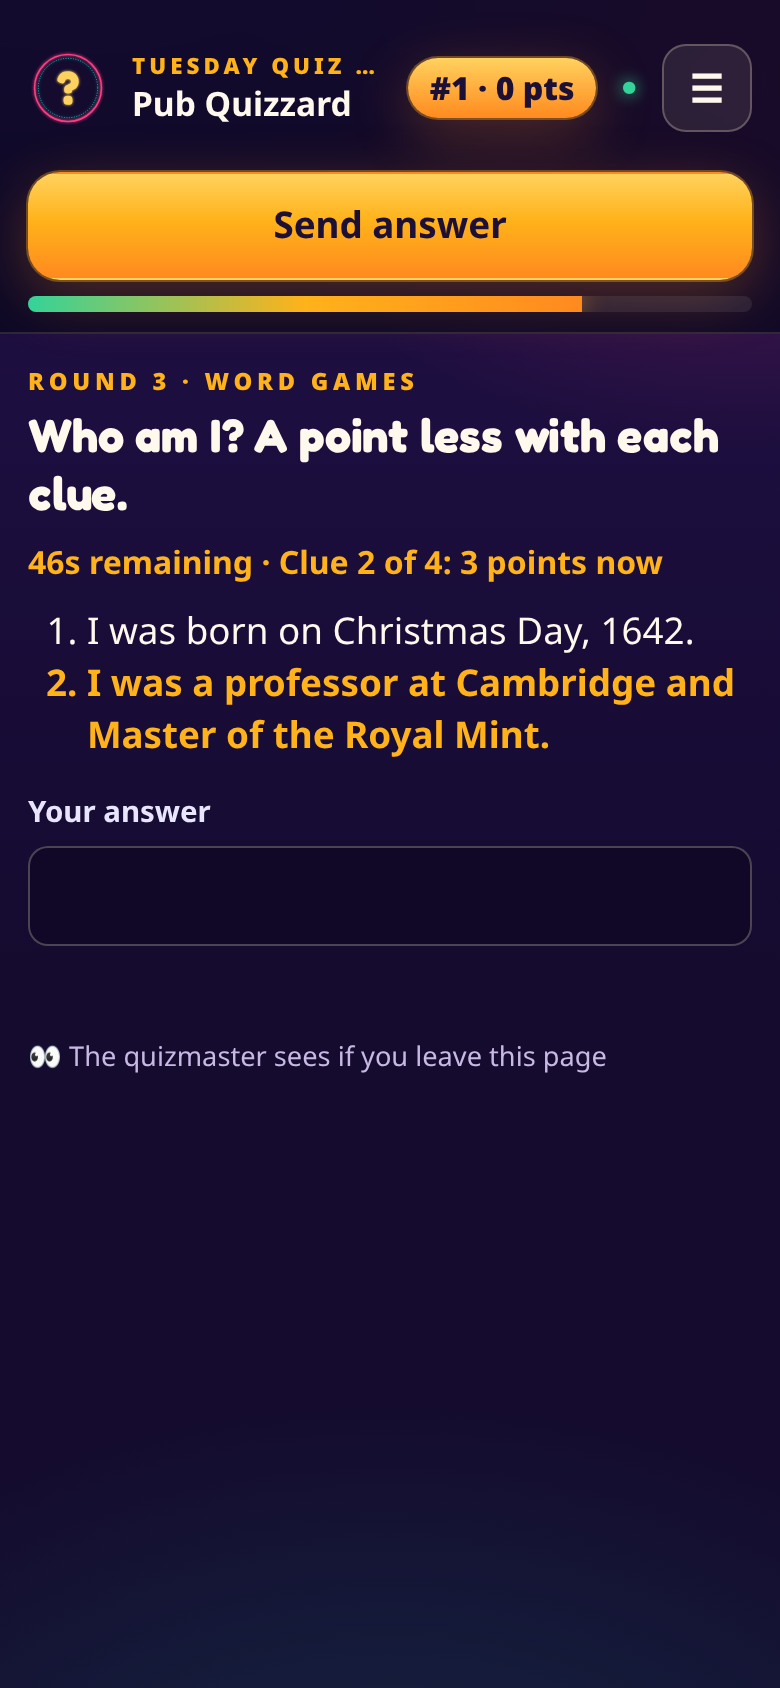 ?
TUESDAY QUIZ …
Pub Quizzard
#1 · 0 pts
Send answer
ROUND 3 · WORD GAMES
Who am I? A point less with each
clue.
46s remaining · Clue 2 of 4: 3 points now
1. I was born on Christmas Day, 1642.
2. I was a professor at Cambridge and
Master of the Royal Mint.
Your answer
👀 The quizmaster sees if you leave this page